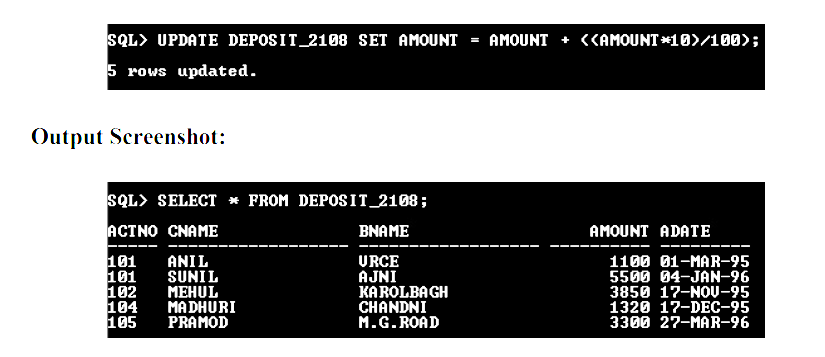 SQL> UPDATE DEPOSIT_2108 SET AMOUNT = AMOUNT + ((AMOUNT*10)/100);
5 rows updated.
Output Screenshot:
SQL> SELECT * FROM DEPOSIT_2108;
ACTNO CNAME BNAME AMOUNT ADATE
----- ------------------ ------------------ ---------- ---------
101 ANIL VRCE 1100 01-MAR-95
101 SUNIL AJNI 5500 04-JAN-96
102 MEHUL KAROLBAGH 3850 17-NOV-95
104 MADHURI CHANDNI 1320 17-DEC-95
105 PRAMOD M.G.ROAD 3300 27-MAR-96